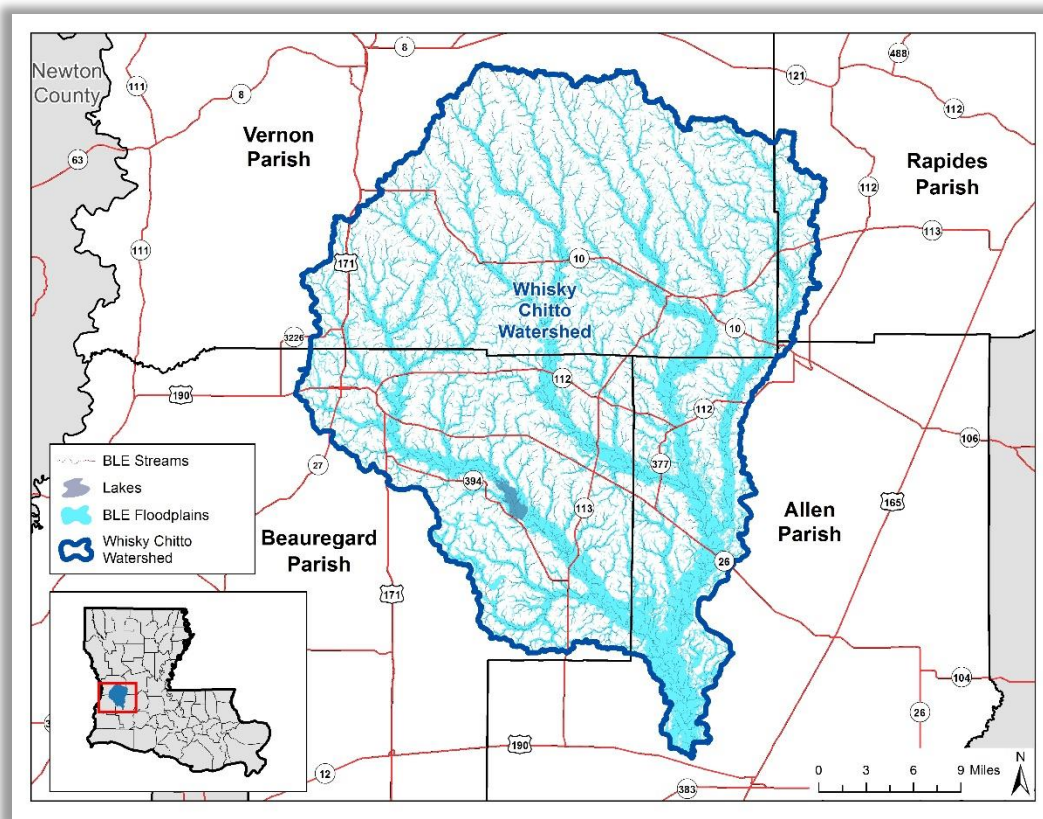 8
488
121
Newton
County
111
8
112
Vernon
Parish
63
Rapides
Parish
112
113
111
171
10
Whisky
Chitto
Watershed
10
3226
190
112
112
106
27
BLE Streams
Lakes
BLE Floodplains
Whisky Chitto
Watershed
394
377
113
165
Allen
Parish
Beauregard
Parish
26
171
104
26
190
12
383
0 3 6 9 Miles
N